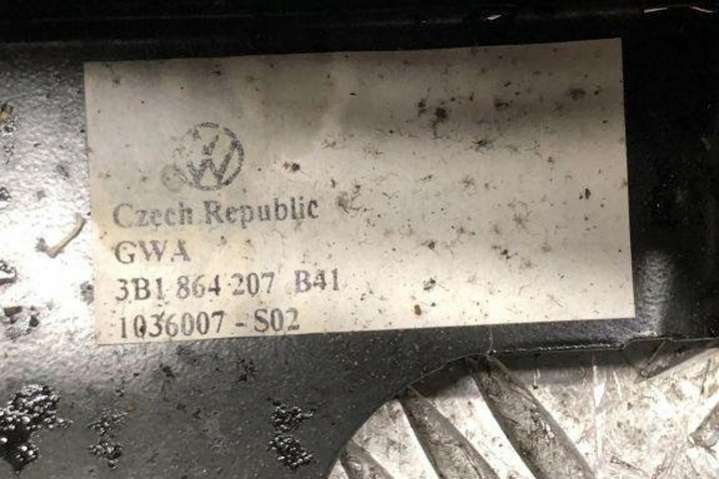 Czech Republic
GWA
3B1 864 207 B41
1036007 - S02